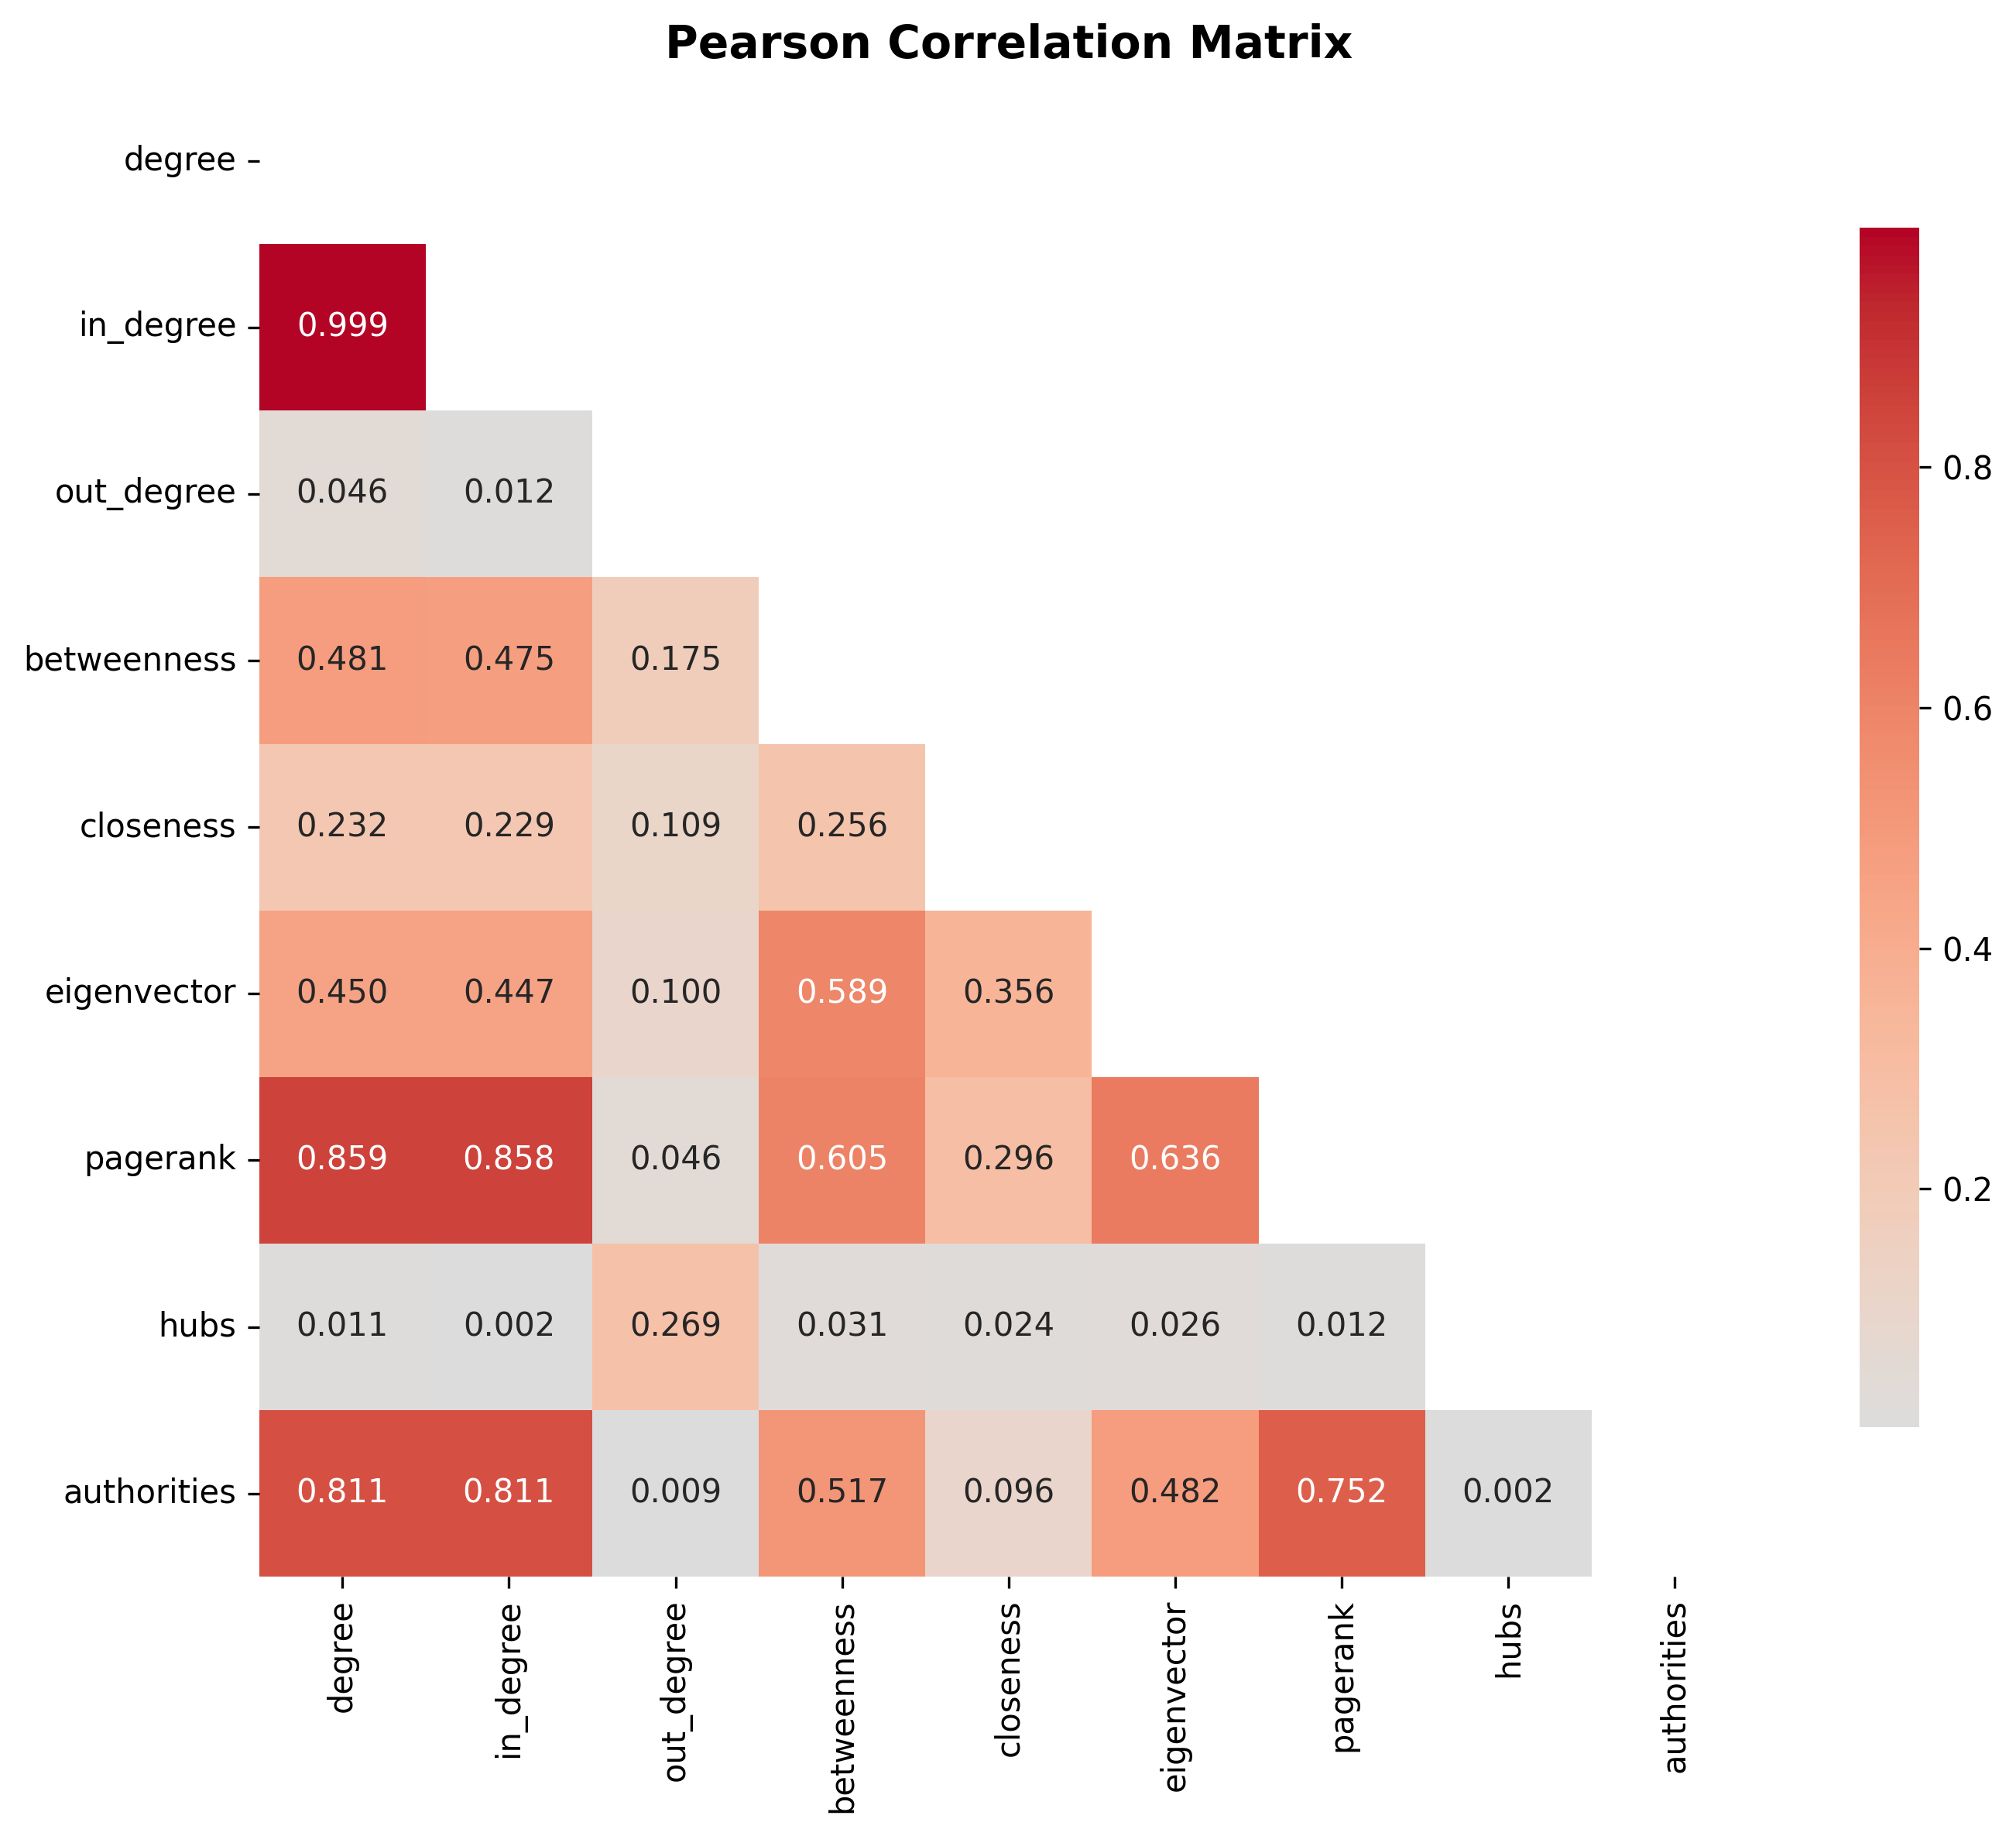 Pearson Correlation Matrix
degree
in_degree 0.999
out_degree 0.046 0.012
betweenness 0.481 0.475 0.175
closeness 0.232 0.229 0.109 0.256
eigenvector 0.450 0.447 0.100 0.589 0.356
pagerank 0.859 0.858 0.046 0.605 0.296 0.636
hubs 0.011 0.002 0.269 0.031 0.024 0.026 0.012
authorities 0.811 0.811 0.009 0.517 0.096 0.482 0.752 0.002
degree in_degree out_degree betweenness closeness eigenvector pagerank hubs authorities
0.8
0.6
0.4
0.2